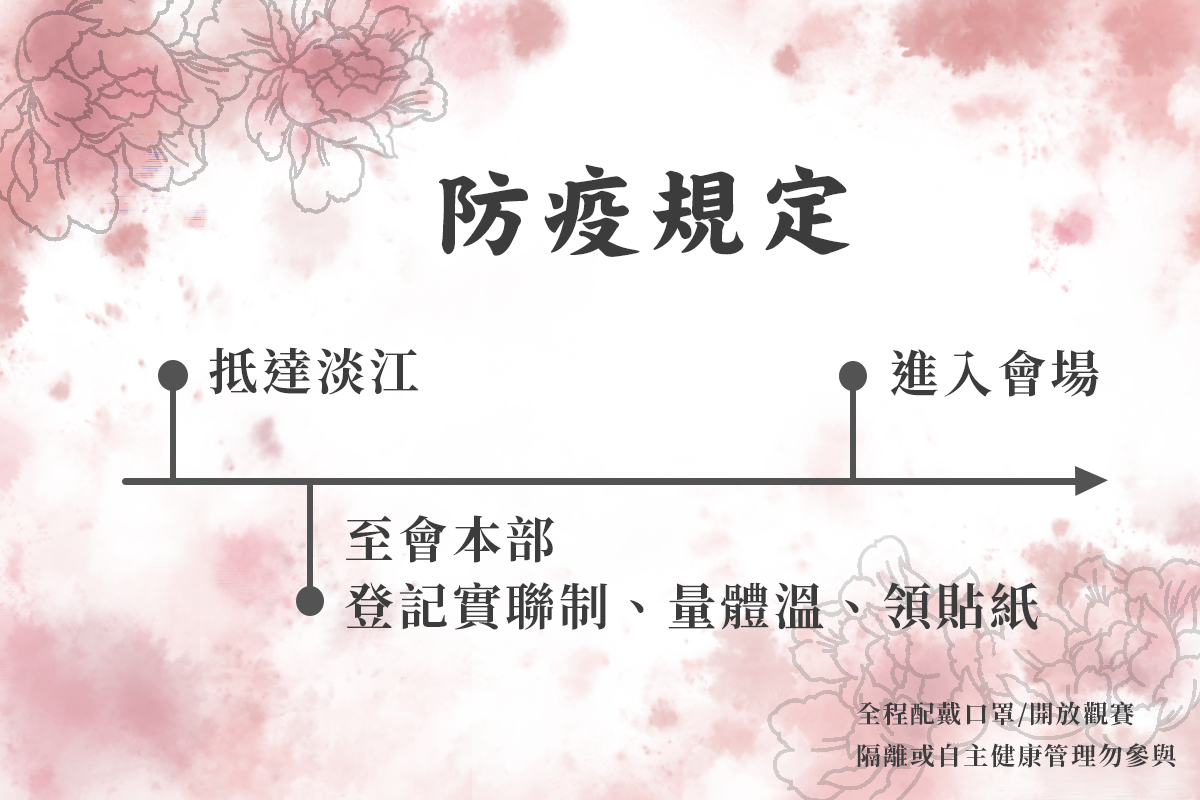 防疫規定
抵達淡江
進入會場
至會本部
登記實聯制、量體溫、領貼紙
全程配戴口罩/開放觀賽
隔離或自主健康管理勿參與